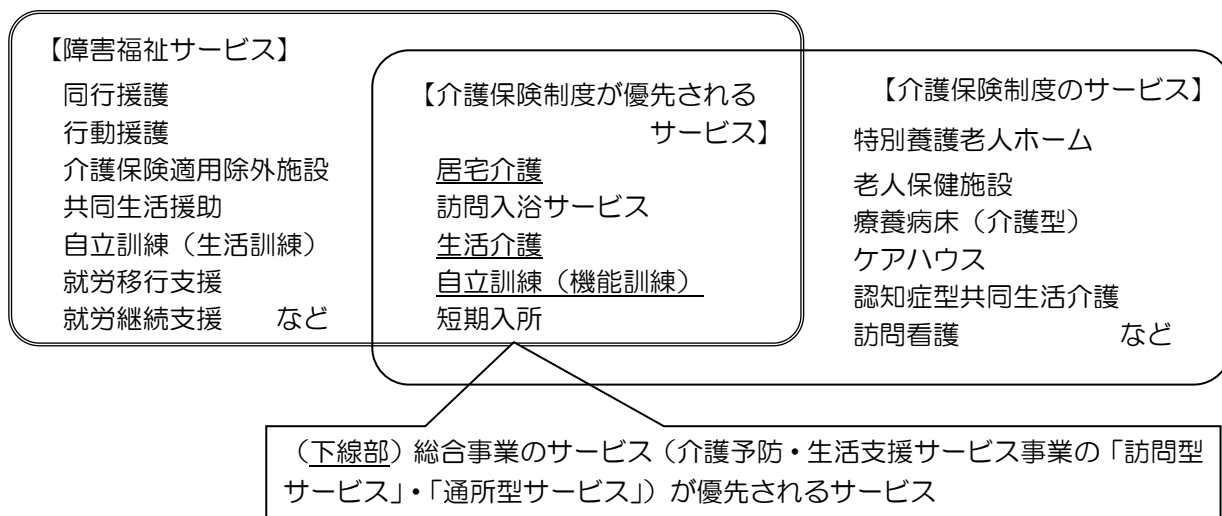 【障害福祉サービス】
同行援護
行動援護
介護保険適用除外施設
共同生活援助
自立訓練（生活訓練）
就労移行支援
就労継続支援　など
【介護保険制度が優先される
サービス】
居宅介護
訪問入浴サービス
生活介護
自立訓練（機能訓練）
短期入所
【介護保険制度のサービス】
特別養護老人ホーム
老人保健施設
療養病床（介護型）
ケアハウス
認知症型共同生活介護
訪問看護　など
（下線部）総合事業のサービス（介護予防・生活支援サービス事業の「訪問型
サービス」・「通所型サービス」）が優先されるサービス